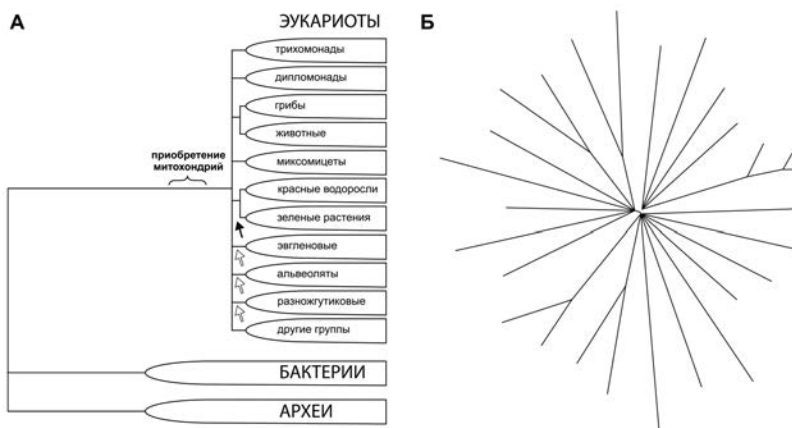 А
ЭУКАРИОТЫ
Б
трихомонады
дипломонады
грибы
животные
приобретение
митохондрий
миксомицеты
красные водоросли
зеленые растения
эвгленовые
альвеоляты
разножгутиковые
другие группы
БАКТЕРИИ
АРХЕИ